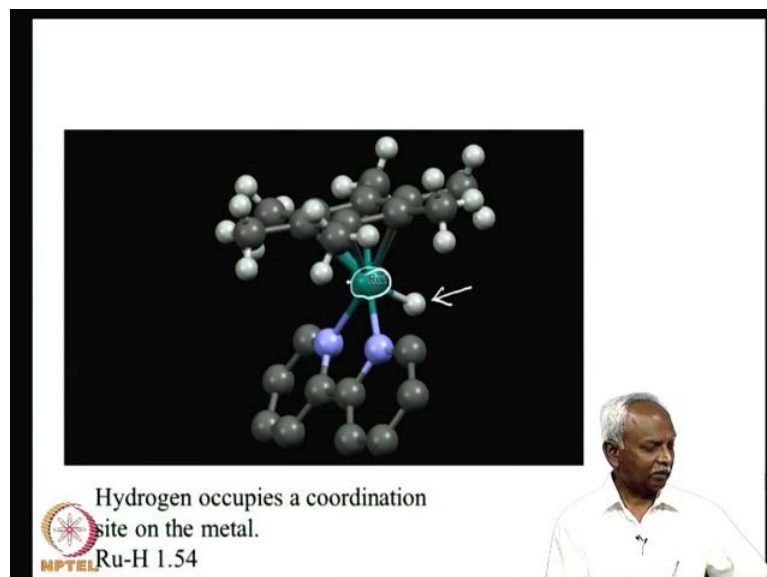 Hydrogen occupies a coordination
site on the metal.
Ru-H 1.54
NPTEL